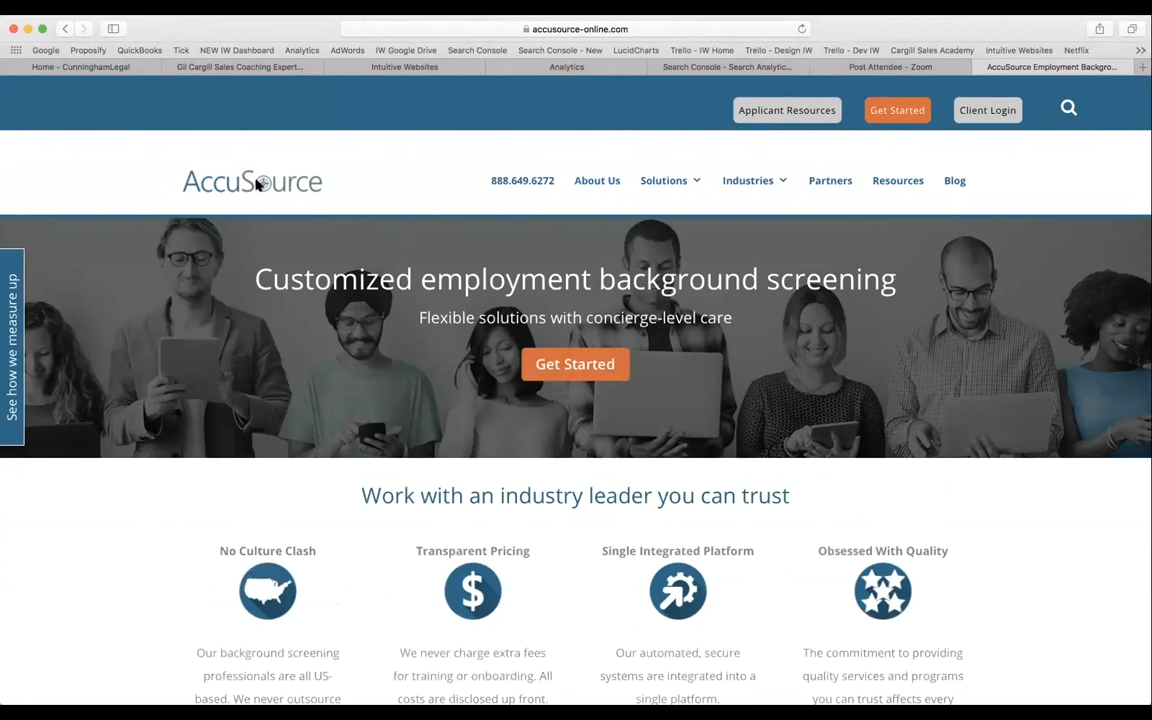 accusource-online.com
Google Proposify QuickBooks Tick NEW IW Dashboard Analytics AdWords IW Google Drive Search Console Search Console - New LucidCharts Trello - IW Home Trello - Design IW Trello - Dev IW Cargill Sales Academy Intuitive Websites Netflix
Home - CunninghamLegal Gil Cargill Sales Coaching Expert... Intuitive Websites Analytics Search Console - Search Analytic... Post Attendee - Zoom AccuSource Employment Backgro...
Applicant Resources Get Started Client Login
AccuSource 888.649.6272 About Us Solutions Industries Partners Resources Blog
See how we measure up
Customized employment background screening
Flexible solutions with concierge-level care
Get Started
Work with an industry leader you can trust
No Culture Clash Transparent Pricing Single Integrated Platform Obsessed With Quality
$
Our background screening We never charge extra fees Our automated, secure The commitment to providing
professionals are all US- for training or onboarding. All systems are integrated into a quality services and programs
based. We never outsource costs are disclosed up front. single platform. you can trust affects every